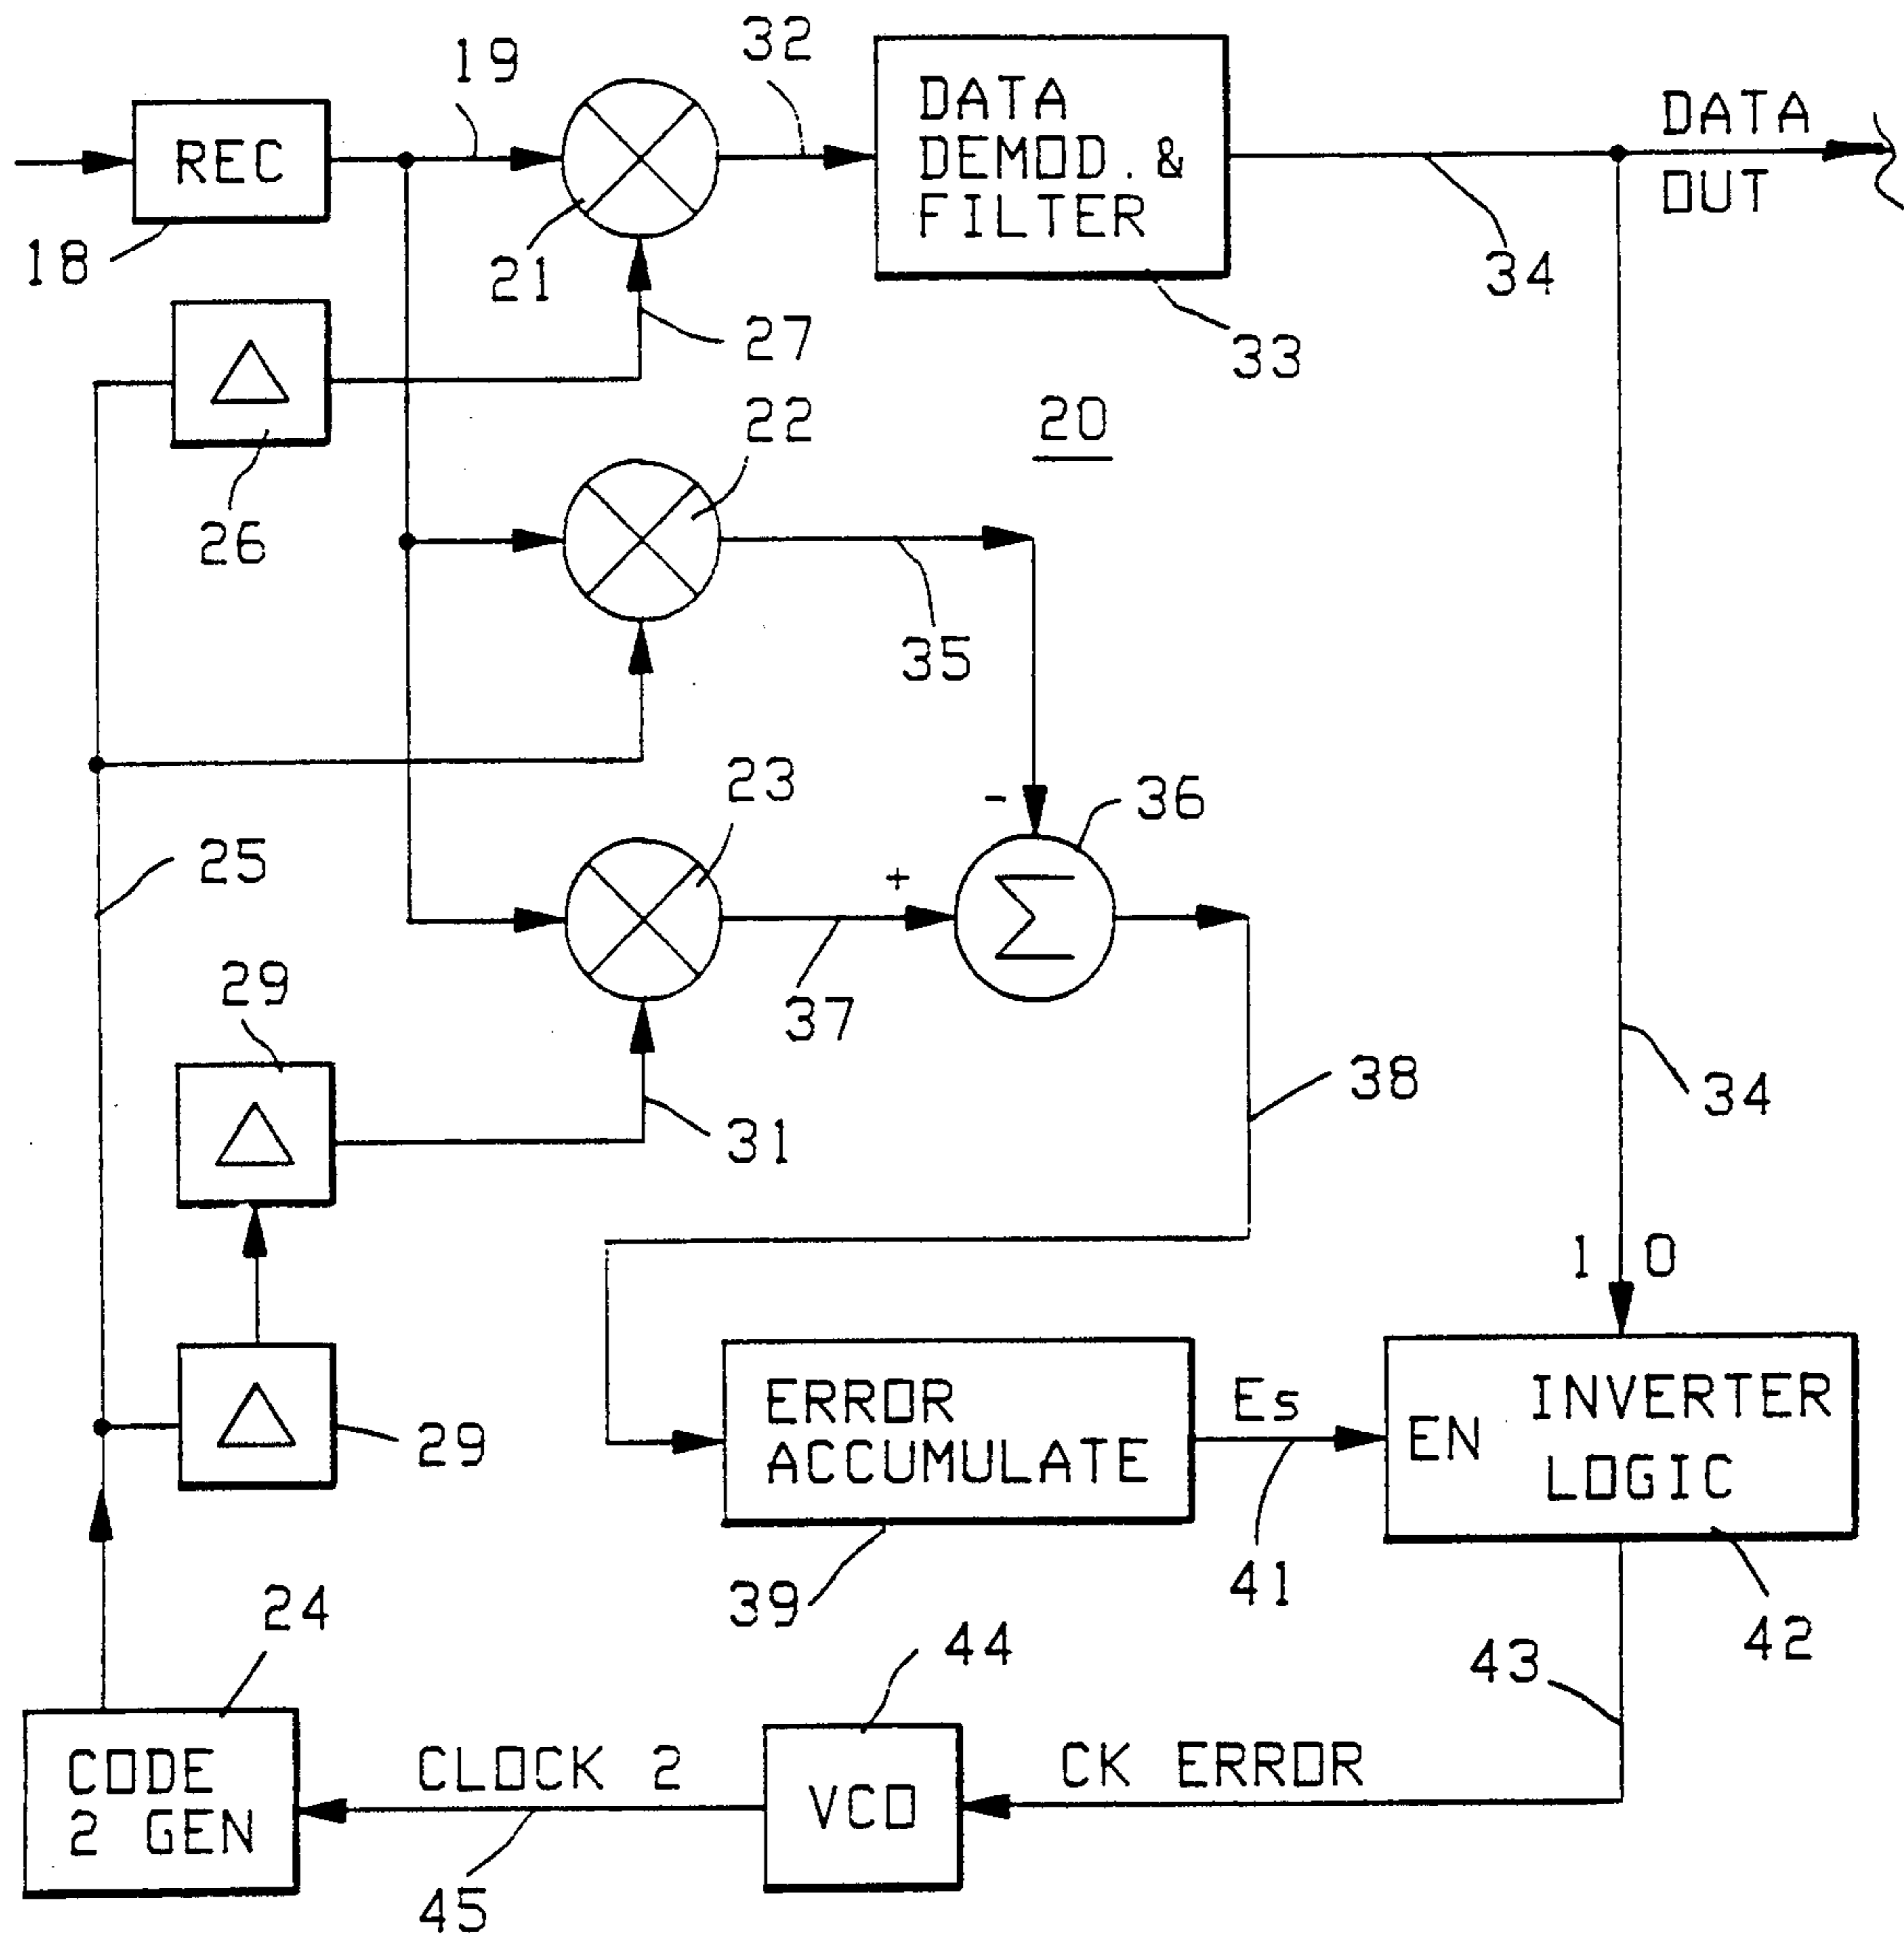 19
32
REC
DATA
DEMOD. &
FILTER
DATA
OUT
18
21
34
33
27
Δ
26
22
20
35
23
-
36
25
+
Σ
37
29
Δ
31
38
34
1 0
Δ
29
ERROR
ACCUMULATE
Es
EN
INVERTER
LOGIC
39
41
42
24
44
43
CODE
2 GEN
CLOCK 2
VCO
CK ERROR
45